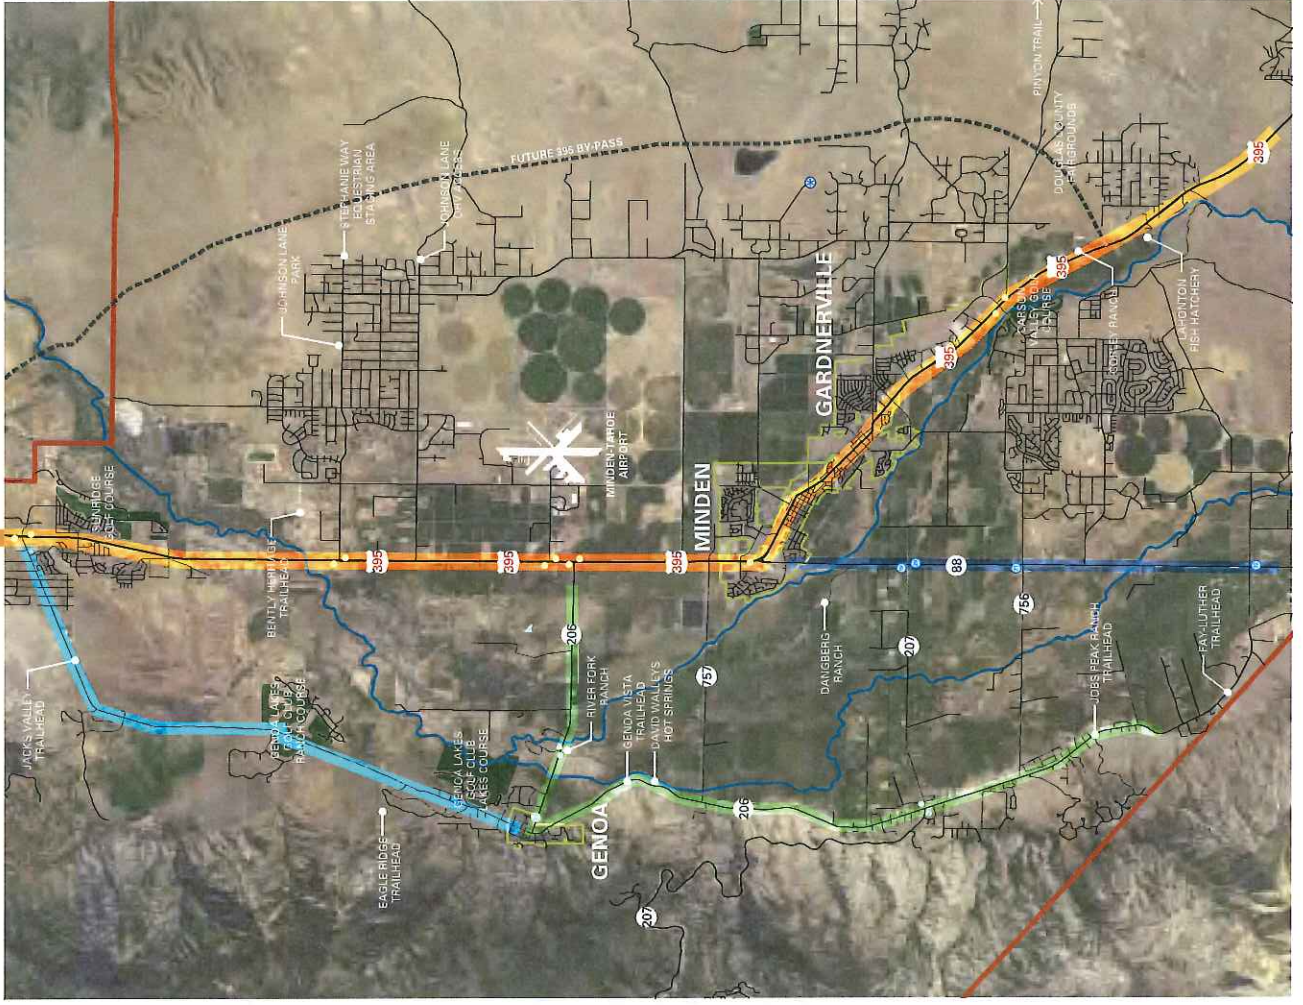 PINYON TRAIL
DOUGLAS COUNTY
FAIRGROUNDS
FUTURE 395 BY-PASS
STEPHANIE WAY
EQUESTRIAN
STAGING AREA
JOHNSON LANE
JOHNSON LANE
PARK
395
395
GARDNERVILLE
CARSON
VALLEY GOLF
COURSE
LAHONTON
FISH HATCHERY
395
MINDEN-TAHOE
AIRPORT
MINDEN
SUNRIDGE
GOLF COURSE
395
395
395
88
BENTLY HERITAGE
TRAILHEAD
206
756
757
207
DANGBERG
RANCH
RIVER FORK
RANCH
JOBS PEAK RANCH
TRAILHEAD
FAY-LUTHER
TRAILHEAD
JACKS VALLEY
TRAILHEAD
GENOA LAKES
GOLF CLUB
RANCH COURSE
GENOA VISTA
TRAILHEAD
DAVID WALLEYS
HOT SPRINGS
GENOA LAKES
GOLF CLUB
LAKES COURSE
206
EAGLE RIDGE
TRAILHEAD
GENOA
207